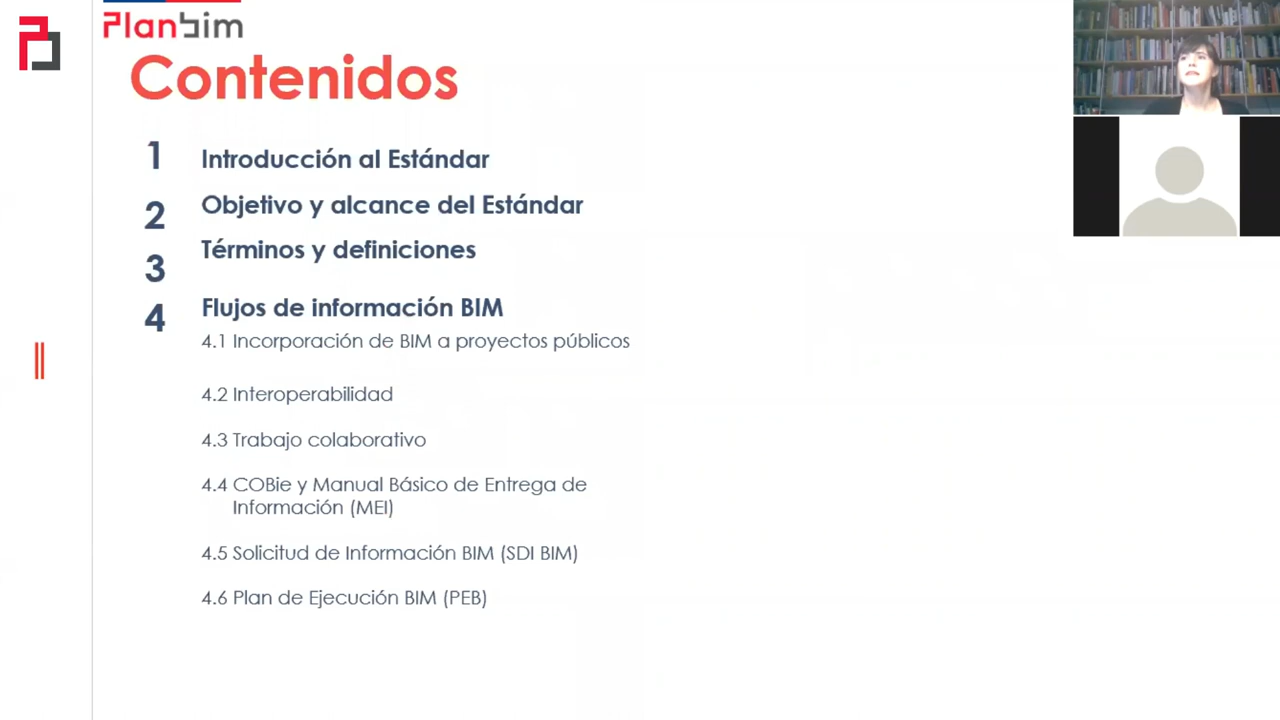 Planbim
Contenidos
1 Introducción al Estándar
2 Objetivo y alcance del Estándar
3 Términos y definiciones
4 Flujos de información BIM
4.1 Incorporación de BIM a proyectos públicos
4.2 Interoperabilidad
4.3 Trabajo colaborativo
4.4 COBie y Manual Básico de Entrega de
Información (MEI)
4.5 Solicitud de Información BIM (SDI BIM)
4.6 Plan de Ejecución BIM (PEB)